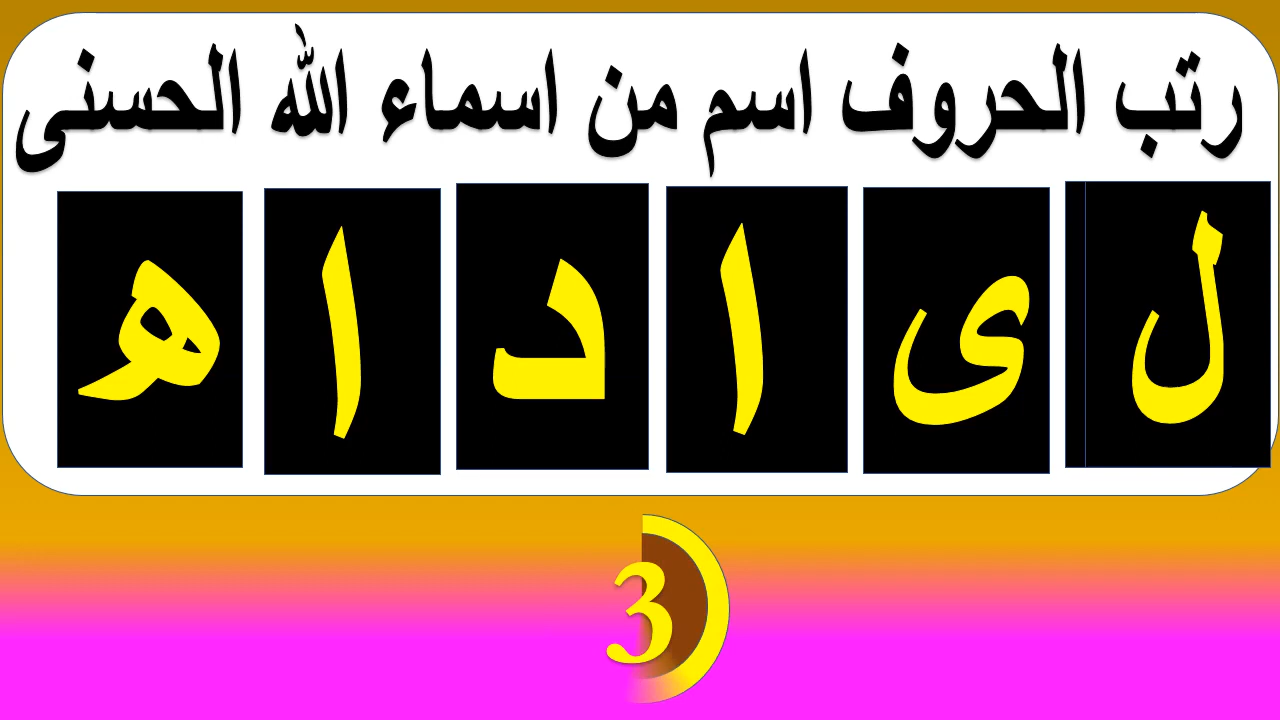 رتب الحروف اسم من اسماء الله الحسنى
ل ى ا د ا ه
3